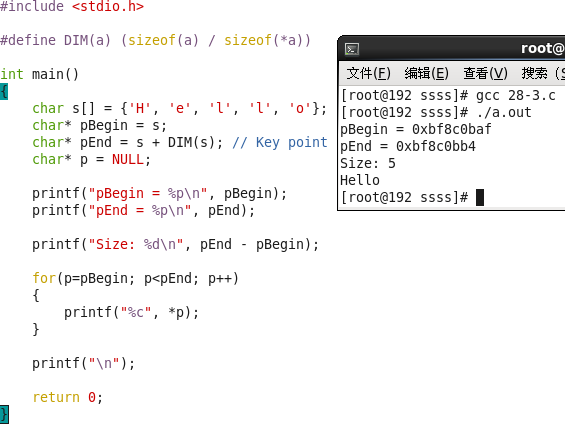 #include <stdio.h>
#define DIM(a) (sizeof(a) / sizeof(*a))
int main()
{
char s[] = {'H', 'e', 'l', 'l', 'o'};
char* pBegin = s;
char* pEnd = s + DIM(s); // Key point
char* p = NULL;
printf("pBegin = %p\n", pBegin);
printf("pEnd = %p\n", pEnd);
printf("Size: %d\n", pEnd - pBegin);
for(p=pBegin; p<pEnd; p++)
{
printf("%c", *p);
}
printf("\n");
return 0;
}
root@
文件(F) 编辑(E) 查看(V) 搜索
[root@192 ssss]# gcc 28-3.c
[root@192 ssss]# ./a.out
pBegin = 0xbf8c0baf
pEnd = 0xbf8c0bb4
Size: 5
Hello
[root@192 ssss]#